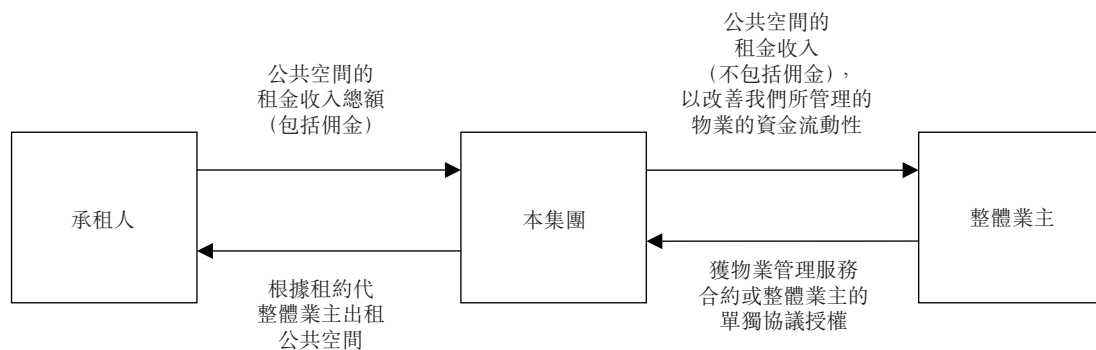 公共空間的
租金收入總額
（包括佣金）
公共空間的
租金收入
（不包括佣金），
以改善我們所管理的
物業的資金流動性
承租人
本集團
整體業主
根據租約代
整體業主出租
公共空間
獲物業管理服務
合約或整體業主的
單獨協議授權